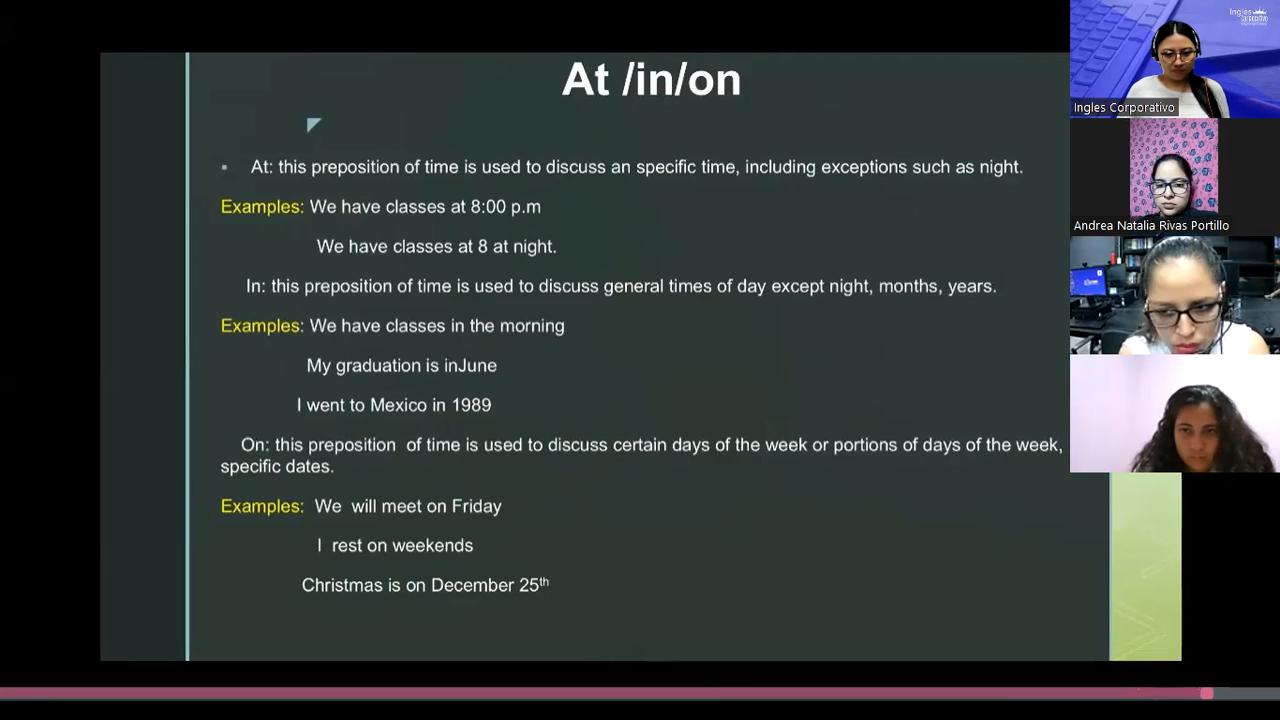 At /in/on
At: this preposition of time is used to discuss an specific time, including exceptions such as night.
Examples: We have classes at 8:00 p.m
We have classes at 8 at night.
In: this preposition of time is used to discuss general times of day except night, months, years.
Examples: We have classes in the morning
My graduation is inJune
I went to Mexico in 1989
On: this preposition of time is used to discuss certain days of the week or portions of days of the week,
specific dates.
Examples: We will meet on Friday
I rest on weekends
Christmas is on December 25th
Ingles
Ingles Corporativo
Andrea Natalia Rivas Portillo